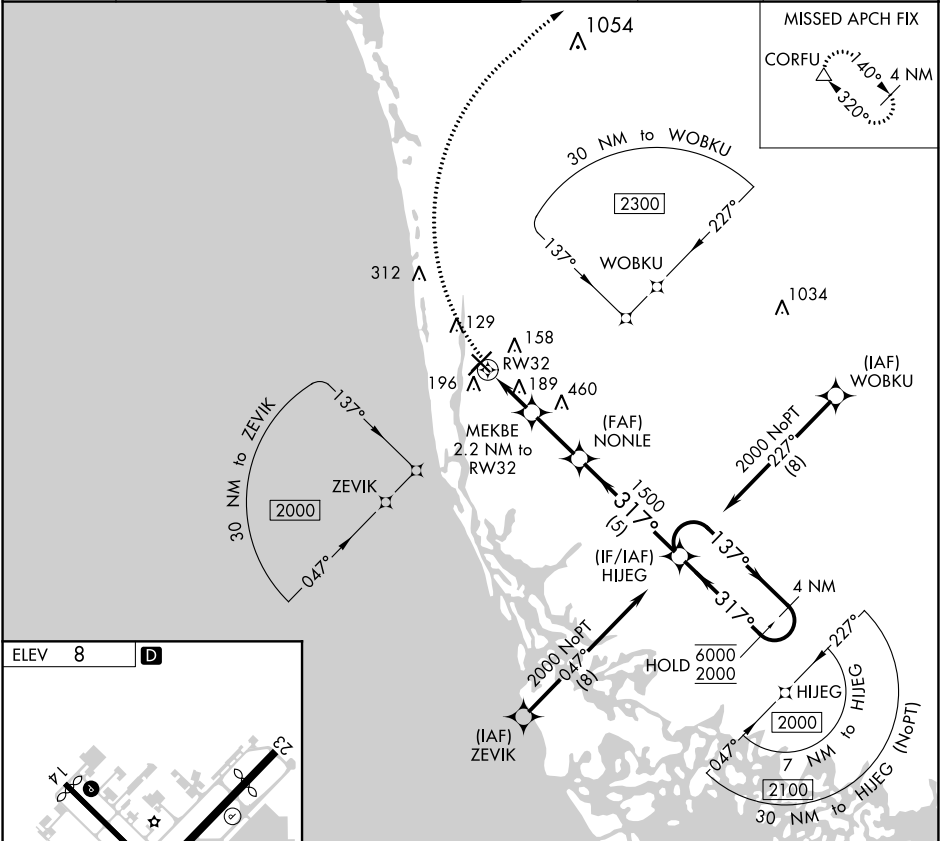 1054
MISSED APCH FIX
CORFU
140°
4 NM
320°
30 NM to WOBKU
2300
137°
227°
WOBKU
312
1034
129
158
RW32
196
189
460
(IAF)
WOBKU
137°
30 NM to ZEVIK
ZEVIK
2000
047°
MEKBE
2.2 NM to
RW32
(FAF)
NONLE
2000 NoPT
227°
(8)
1500
317°
(5)
(IF/IAF)
HIJEG
137°
317°
4 NM
HOLD
6000
2000
2000 NoPT
047°
(8)
(IAF)
ZEVIK
227°
HIJEG
2000
047°
7 NM to HIJEG
2100
30 NM to HIJEG (NoPT)
ELEV 8
D
14
P
23
P